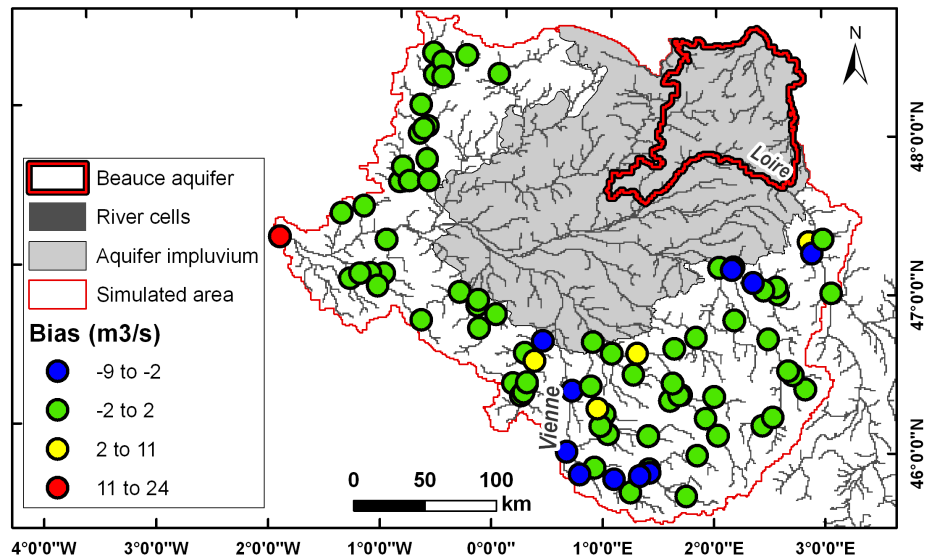 N
48°0'0"N
47°0'0"N
46°0'0"N
Loire
Vienne
Beauce aquifer
River cells
Aquifer impluvium
Simulated area
Bias (m3/s)
-9 to -2
-2 to 2
2 to 11
11 to 24
0 50 100
km
4°0'0"W 3°0'0"W 2°0'0"W 1°0'0"W 0°0'0" 1°0'0"E 2°0'0"E 3°0'0"E